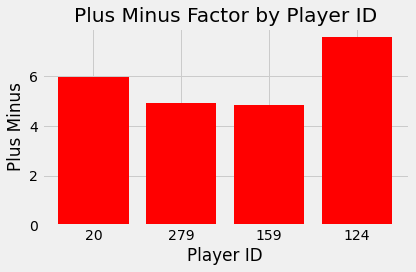 Plus Minus Factor by Player ID
Plus Minus
6
4
2
0
20 279 159 124
Player ID